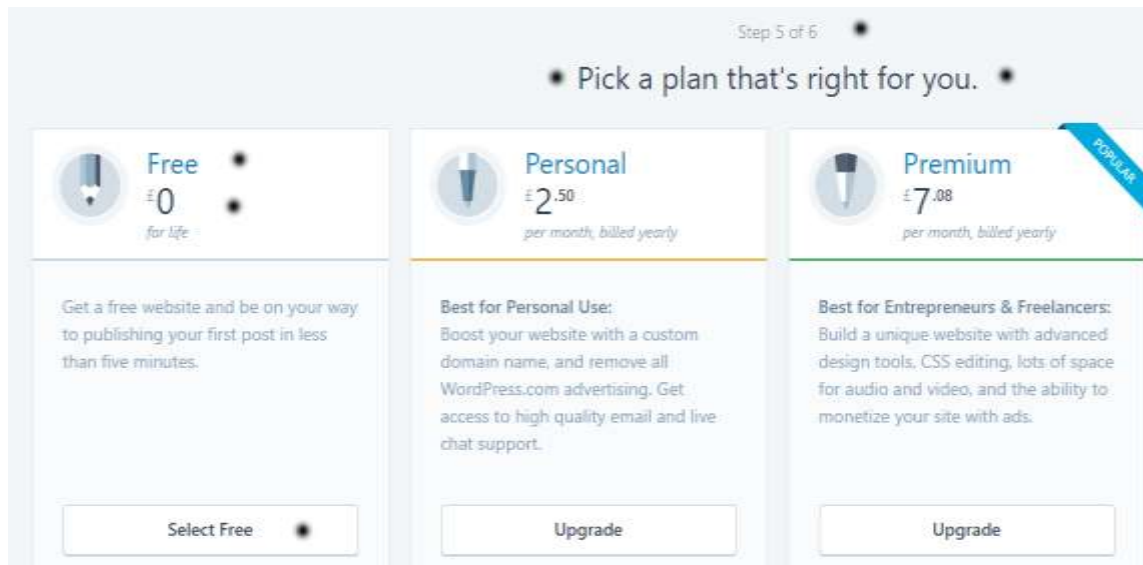 Step 5 of 6
Pick a plan that's right for you.
Free
£0
for life
Get a free website and be on your way
to publishing your first post in less
than five minutes.
Select Free
Personal
£2.50
per month, billed yearly
Best for Personal Use:
Boost your website with a custom
domain name, and remove all
WordPress.com advertising. Get
access to high quality email and live
chat support.
Upgrade
Premium
£7.08
per month, billed yearly
POPULAR
Best for Entrepreneurs & Freelancers:
Build a unique website with advanced
design tools, CSS editing, lots of space
for audio and video, and the ability to
monetize your site with ads.
Upgrade